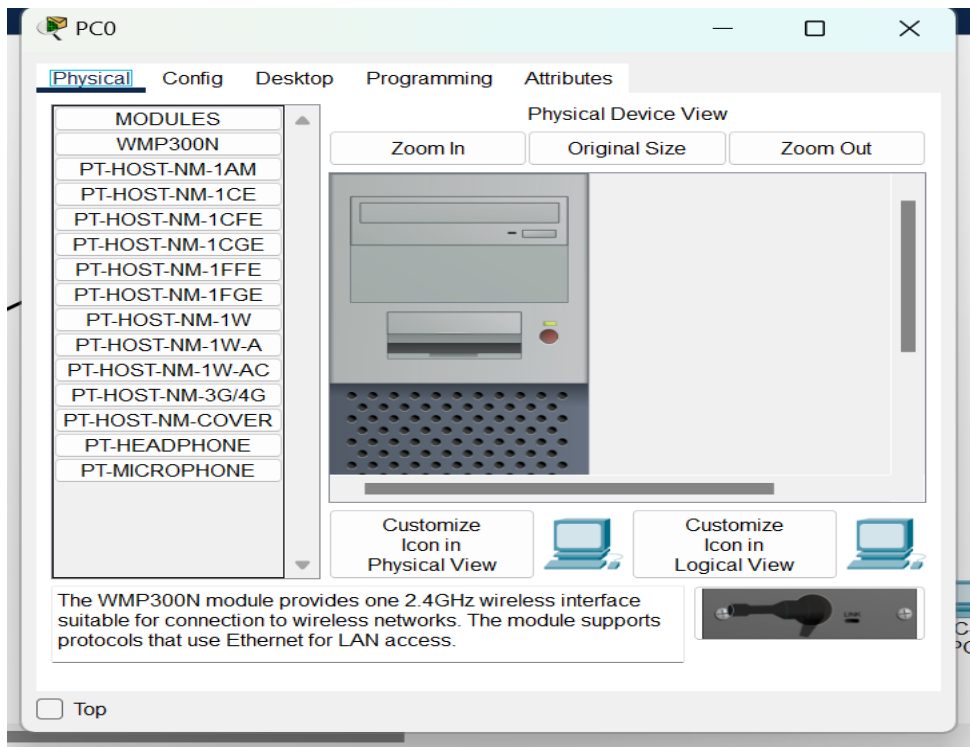 PC0
Physical Config Desktop Programming Attributes
MODULES
WMP300N
PT-HOST-NM-1AM
PT-HOST-NM-1CE
PT-HOST-NM-1CFE
PT-HOST-NM-1CGE
PT-HOST-NM-1FFE
PT-HOST-NM-1FGE
PT-HOST-NM-1W
PT-HOST-NM-1W-A
PT-HOST-NM-1W-AC
PT-HOST-NM-3G/4G
PT-HOST-NM-COVER
PT-HEADPHONE
PT-MICROPHONE
Physical Device View
Zoom In Original Size Zoom Out
Customize
Icon in
Physical View
Customize
Icon in
Logical View
The WMP300N module provides one 2.4GHz wireless interface
suitable for connection to wireless networks. The module supports
protocols that use Ethernet for LAN access.
LINK
Top